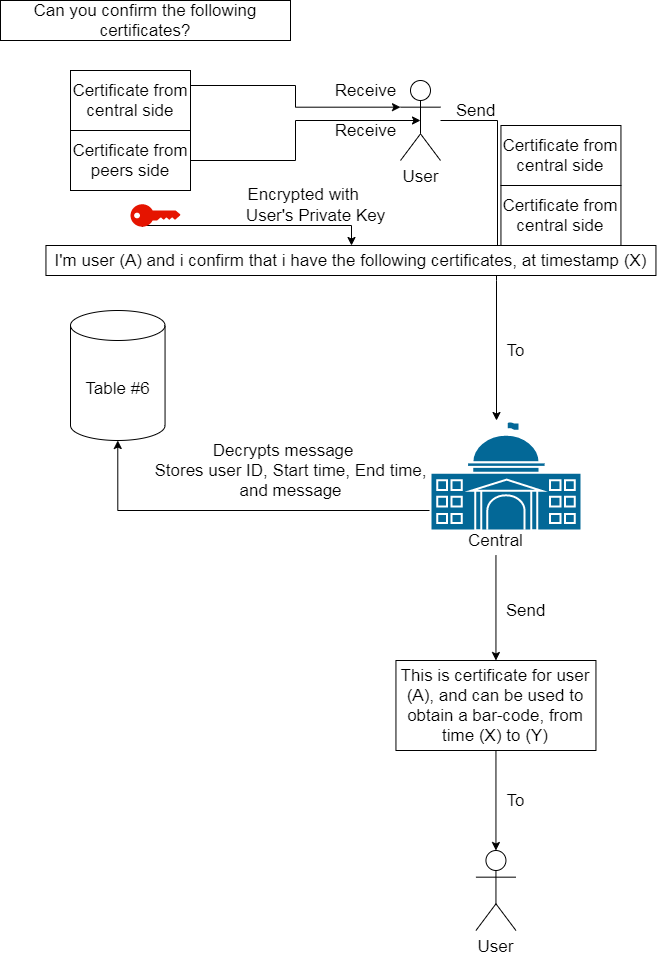 Can you confirm the following
certificates?
Certificate from
central side
Certificate from
peers side
Receive
Receive
User
Send
Certificate from
central side
Certificate from
central side
Encrypted with
User's Private Key
I'm user (A) and i confirm that i have the following certificates, at timestamp (X)
To
Table #6
Decrypts message
Stores user ID, Start time, End time,
and message
Central
Send
This is certificate for user
(A), and can be used to
obtain a bar-code, from
time (X) to (Y)
To
User